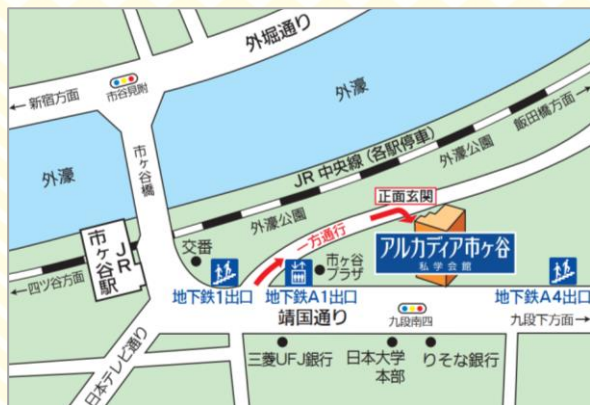 外堀通り
←新宿方面
市谷見附
外濠
飯田橋方面→
市ヶ谷橋
JR中央線(各駅停車)
外濠公園
外濠
正面玄関
外濠公園
一方通行
交番
JR
市ヶ谷駅
市ヶ谷
プラザ
アルカディア市ヶ谷
私学会館
←四ツ谷方面
地下鉄1出口
地下鉄A1出口
地下鉄A4出口
靖国通り
九段南四
九段下方面→
日本テレビ通り
三菱UFJ銀行
日本大学
本部
りそな銀行